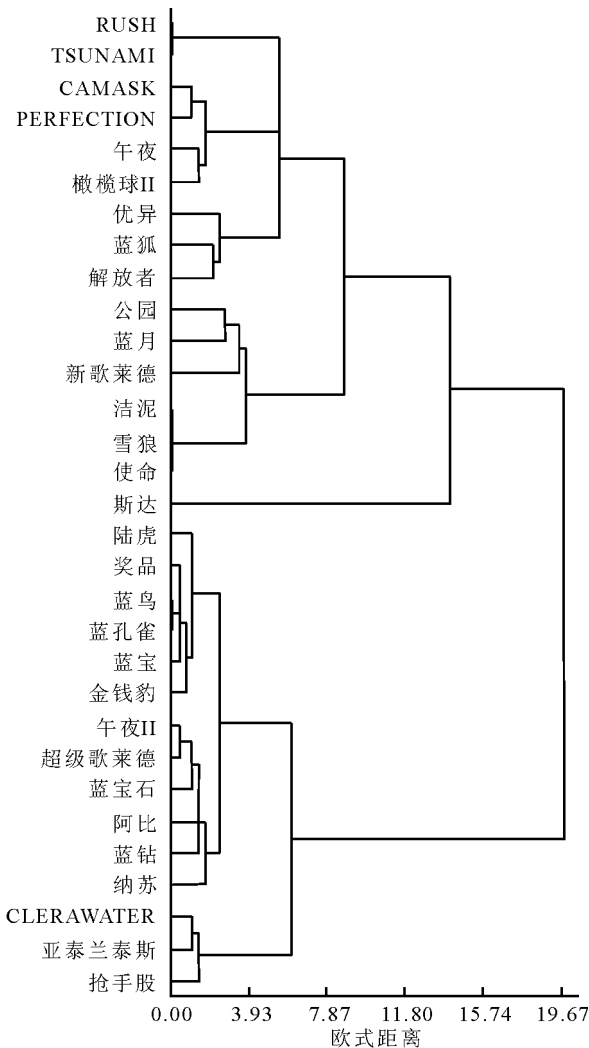 RUSH
TSUNAMI
CAMASK
PERFECTION
午夜
橄榄球II
优异
蓝狐
解放者
公园
蓝月
新歌莱德
洁泥
雪狼
使命
斯达
陆虎
奖品
蓝鸟
蓝孔雀
蓝宝
金钱豹
午夜II
超级歌莱德
蓝宝石
阿比
蓝钻
纳苏
CLERAWATER
亚泰兰泰斯
抢手股
0.00 3.93 7.87 11.80 15.74 19.67
欧式距离